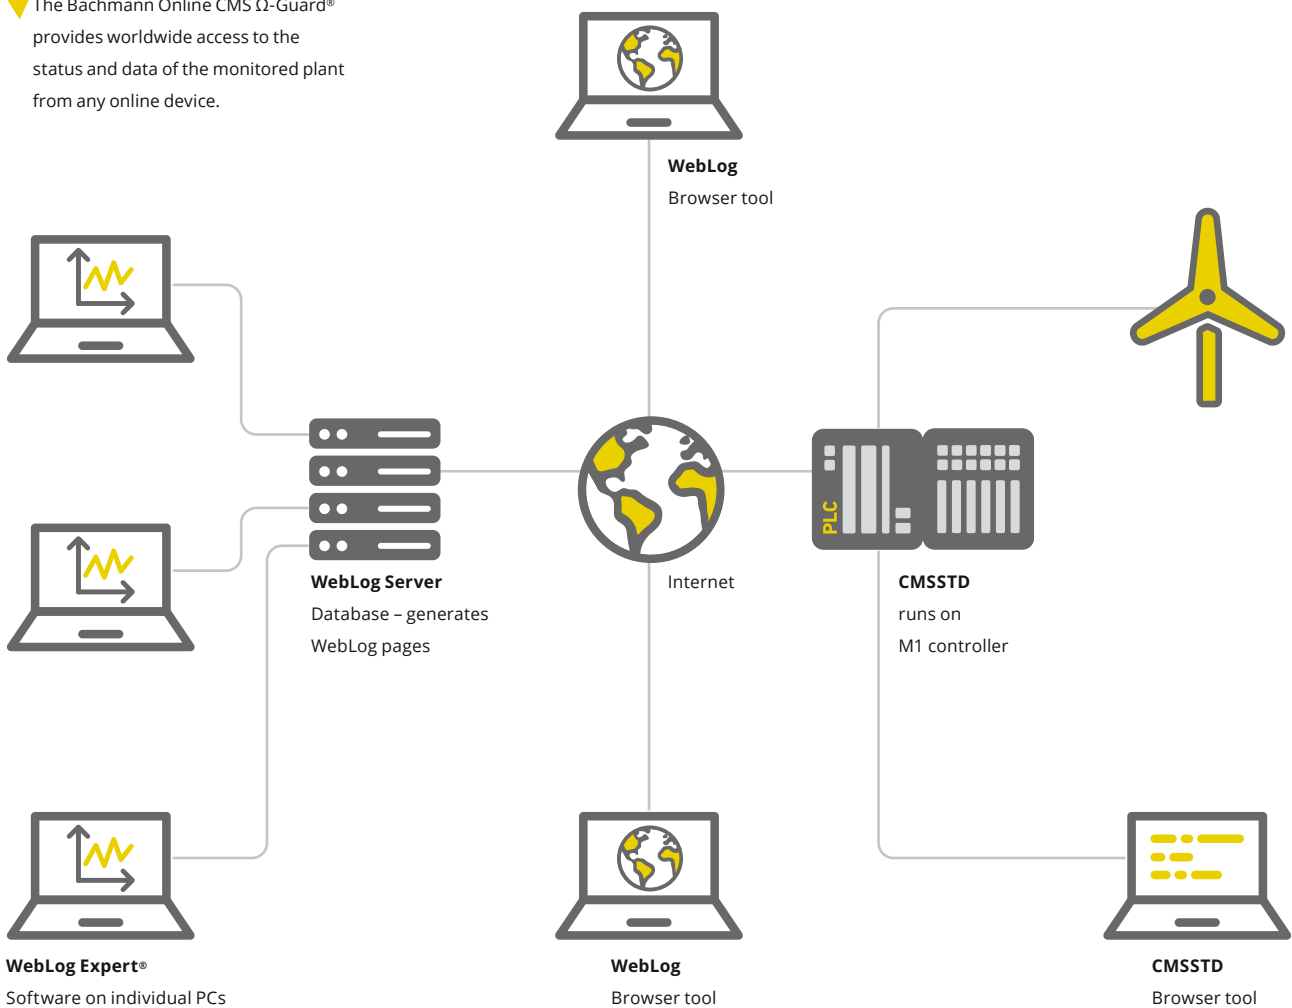 The Bachmann Online CMS Ω-Guard®
provides worldwide access to the
status and data of the monitored plant
from any online device.
WebLog
Browser tool
PLC
WebLog Server
Database – generates
WebLog pages
Internet
CMSSTD
runs on
M1 controller
WebLog Expert®
Software on individual PCs
WebLog
Browser tool
CMSSTD
Browser tool